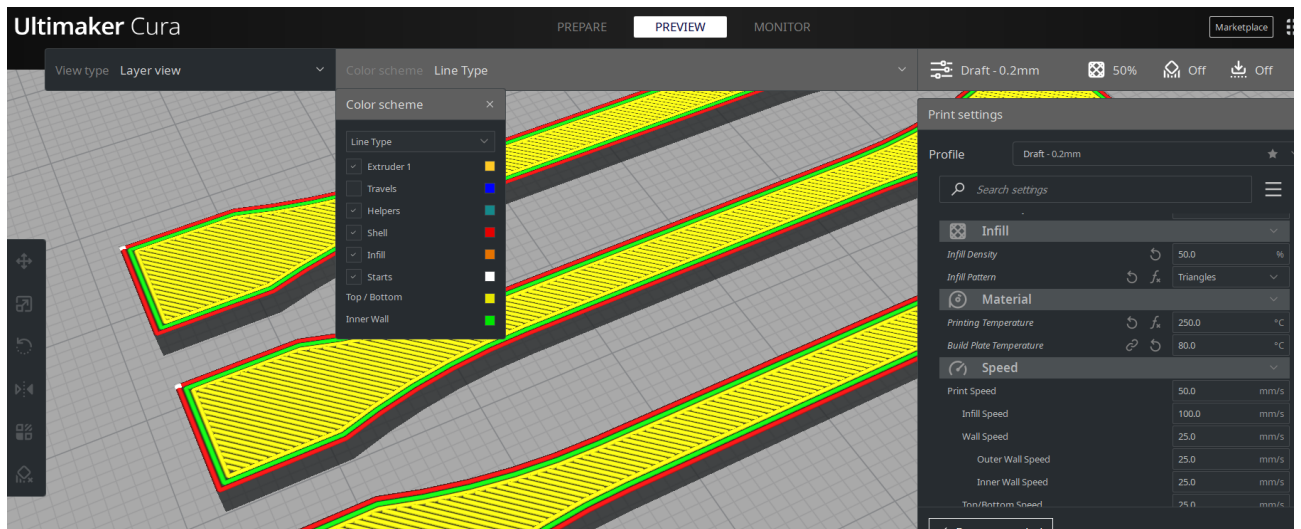 Ultimaker Cura
PREPARE PREVIEW MONITOR
Marketplace
View type Layer view
Color scheme Line Type
Draft - 0.2mm 50% Off Off
Color scheme
Line Type
Extruder 1
Travels
Helpers
Shell
Infill
Starts
Top / Bottom
Inner Wall
Print settings
Profile Draft - 0.2mm
Search settings
Infill
Infill Density 50.0 %
Infill Pattern Triangles
Material
Printing Temperature 250.0 °C
Build Plate Temperature 80.0 °C
Speed
Print Speed 50.0 mm/s
Infill Speed 100.0 mm/s
Wall Speed 25.0 mm/s
Outer Wall Speed 25.0 mm/s
Inner Wall Speed 25.0 mm/s
Top/Bottom Speed 25.0 mm/s